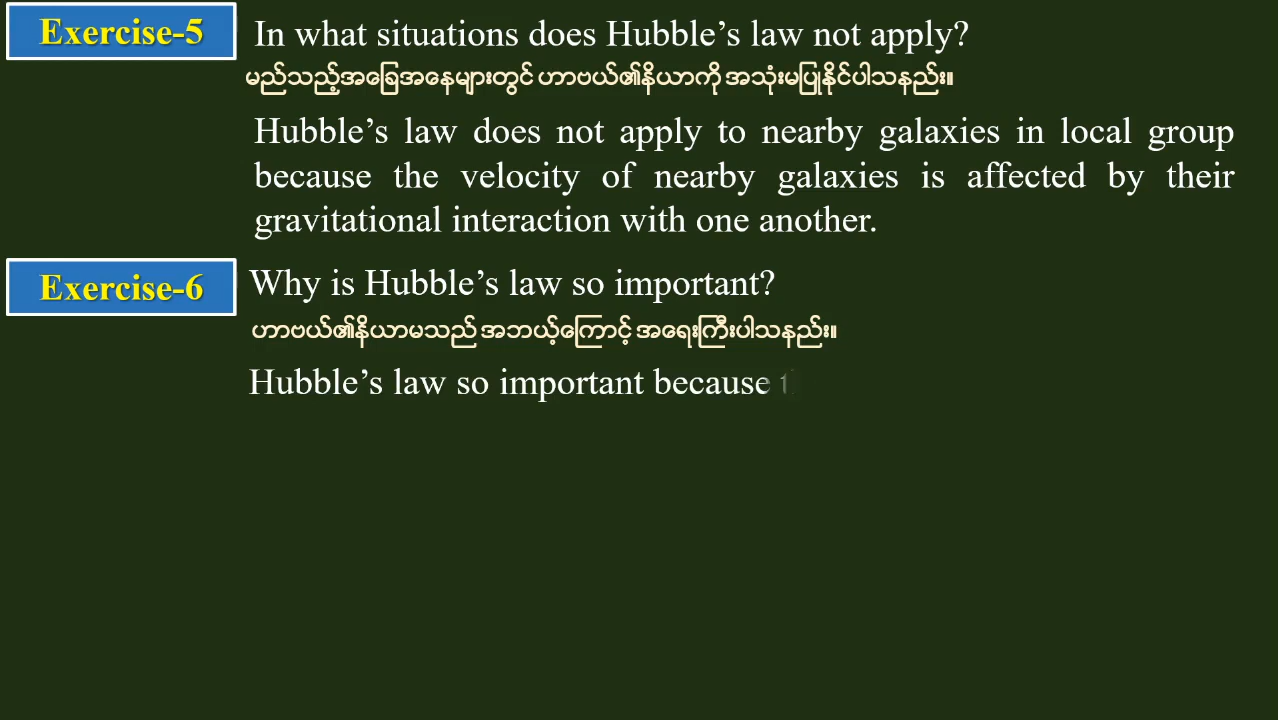 Exercise-5
In what situations does Hubble’s law not apply?
မည်သည့်အခြေအနေများတွင် ဟာဗယ်၏နိယာကို အသုံးမပြုနိုင်ပါသနည်း။
Hubble’s law does not apply to nearby galaxies in local group
because the velocity of nearby galaxies is affected by their
gravitational interaction with one another.
Exercise-6
Why is Hubble’s law so important?
ဟာဗယ်၏နိယာမသည် အဘယ့်ကြောင့် အရေးကြီးပါသနည်း။
Hubble’s law so important because